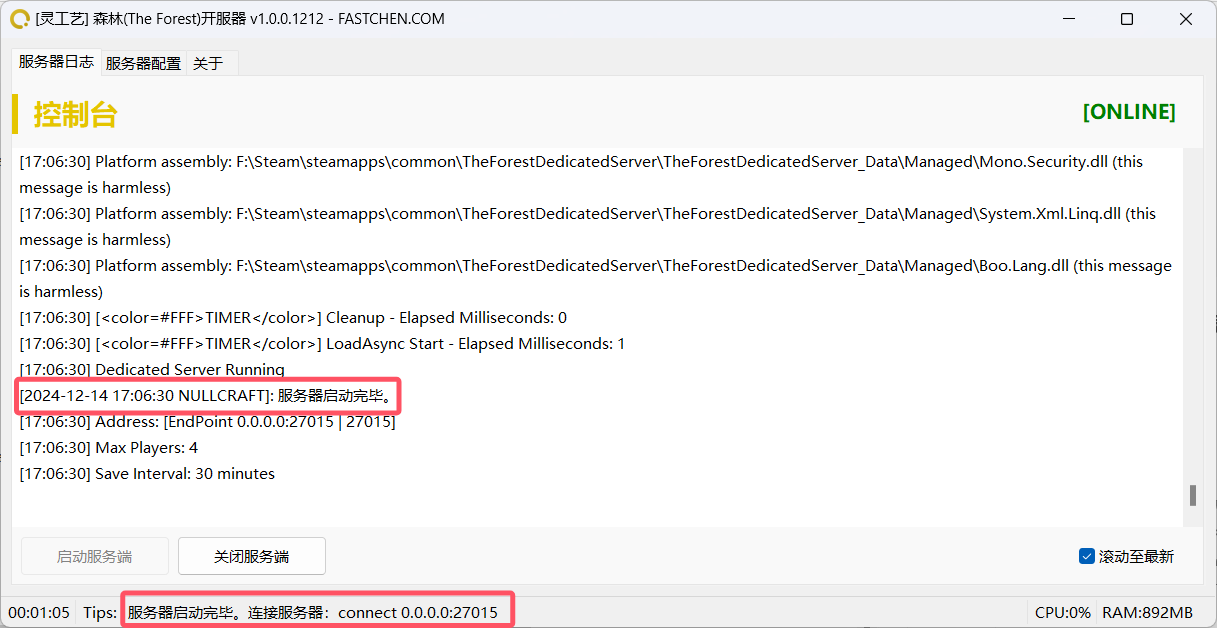 [灵工艺] 森林(The Forest)开服器 v1.0.0.1212 - FASTCHEN.COM
服务器日志 服务器配置 关于
控制台 [ONLINE]
[17:06:30] Platform assembly: F:\Steam\steamapps\common\TheForestDedicatedServer\TheForestDedicatedServer_Data\Managed\Mono.Security.dll (this
message is harmless)
[17:06:30] Platform assembly: F:\Steam\steamapps\common\TheForestDedicatedServer\TheForestDedicatedServer_Data\Managed\System.Xml.Linq.dll (this
message is harmless)
[17:06:30] Platform assembly: F:\Steam\steamapps\common\TheForestDedicatedServer\TheForestDedicatedServer_Data\Managed\Boo.Lang.dll (this message
is harmless)
[17:06:30] [<color=#FFF>TIMER</color>] Cleanup - Elapsed Milliseconds: 0
[17:06:30] [<color=#FFF>TIMER</color>] LoadAsync Start - Elapsed Milliseconds: 1
[17:06:30] Dedicated Server Running
[2024-12-14 17:06:30 NULLCRAFT]: 服务器启动完毕。
[17:06:30] Address: [EndPoint 0.0.0.0:27015 | 27015]
[17:06:30] Max Players: 4
[17:06:30] Save Interval: 30 minutes
启动服务端 关闭服务端 滚动至最新
00:01:05 Tips: 服务器启动完毕。连接服务器：connect 0.0.0.0:27015 CPU:0% RAM:892MB